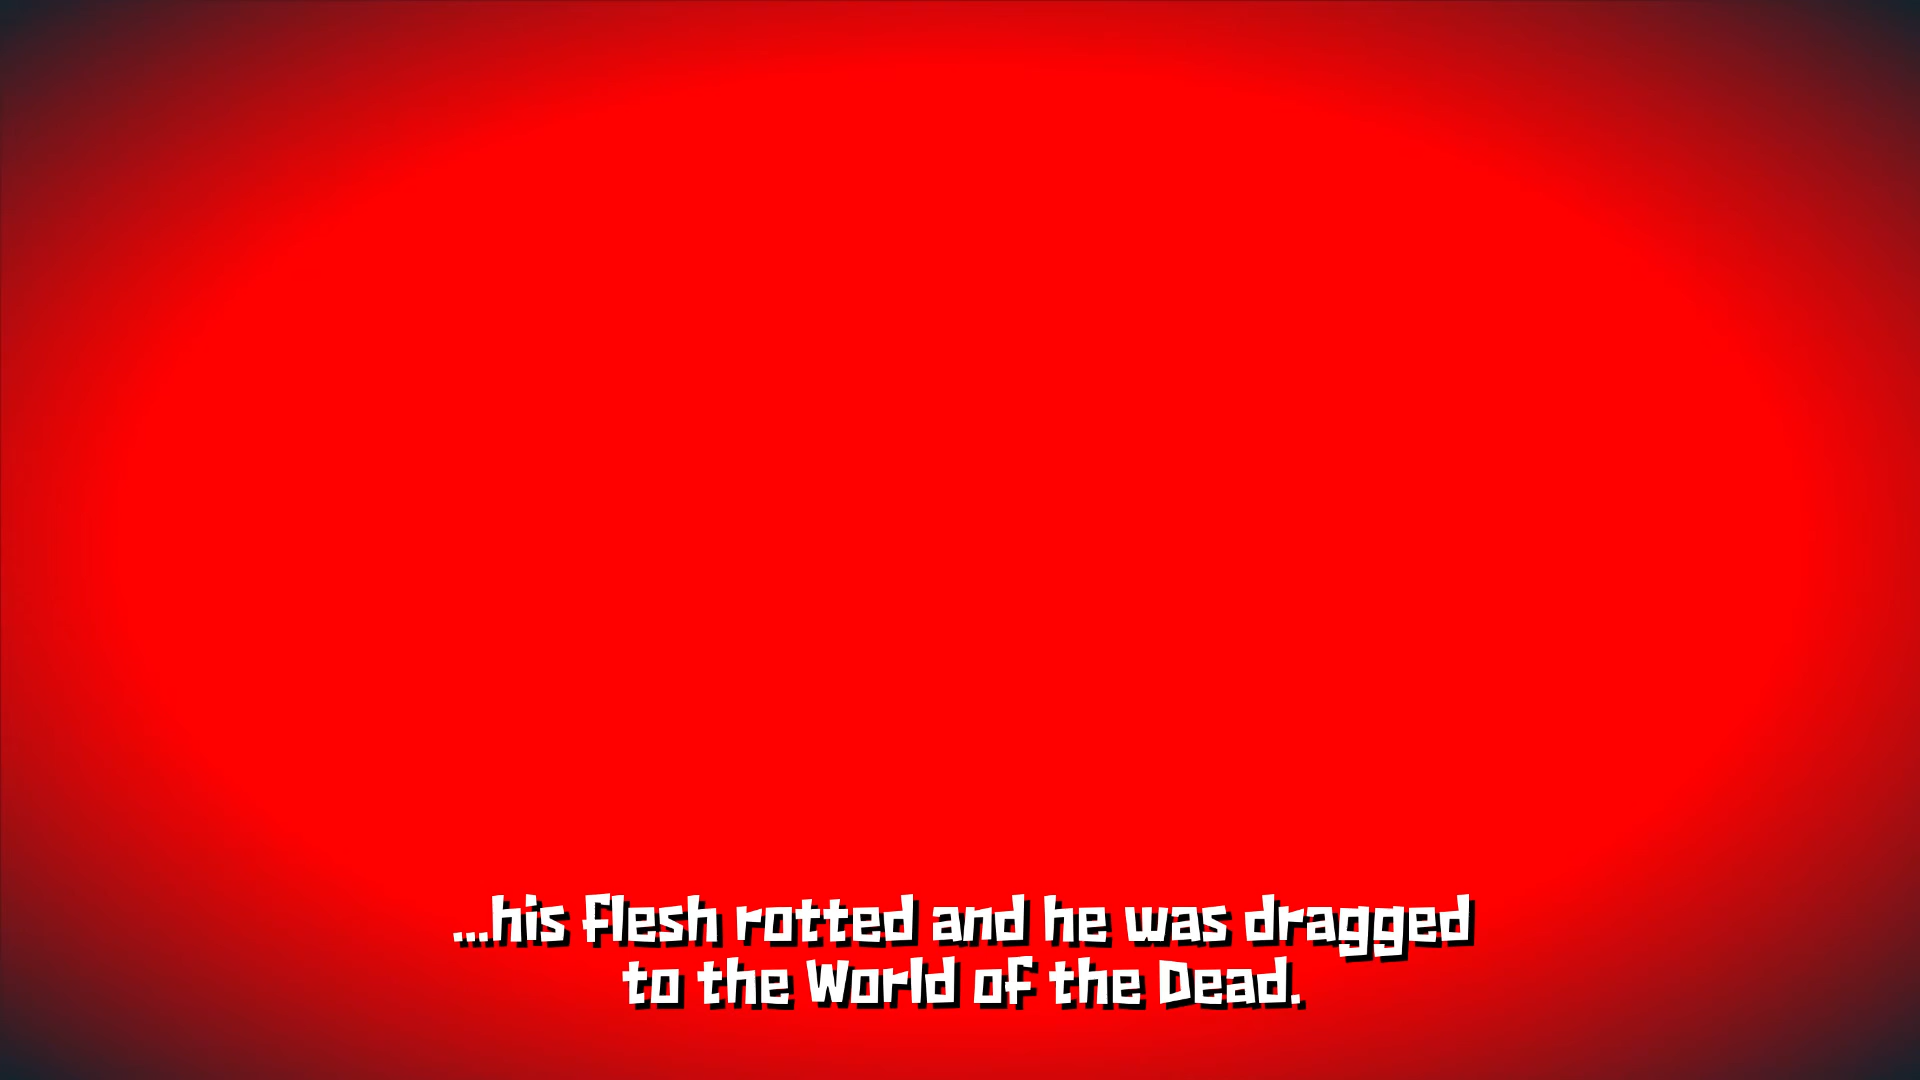 ...his flesh rotted and he was dragged
to the World of the Dead.